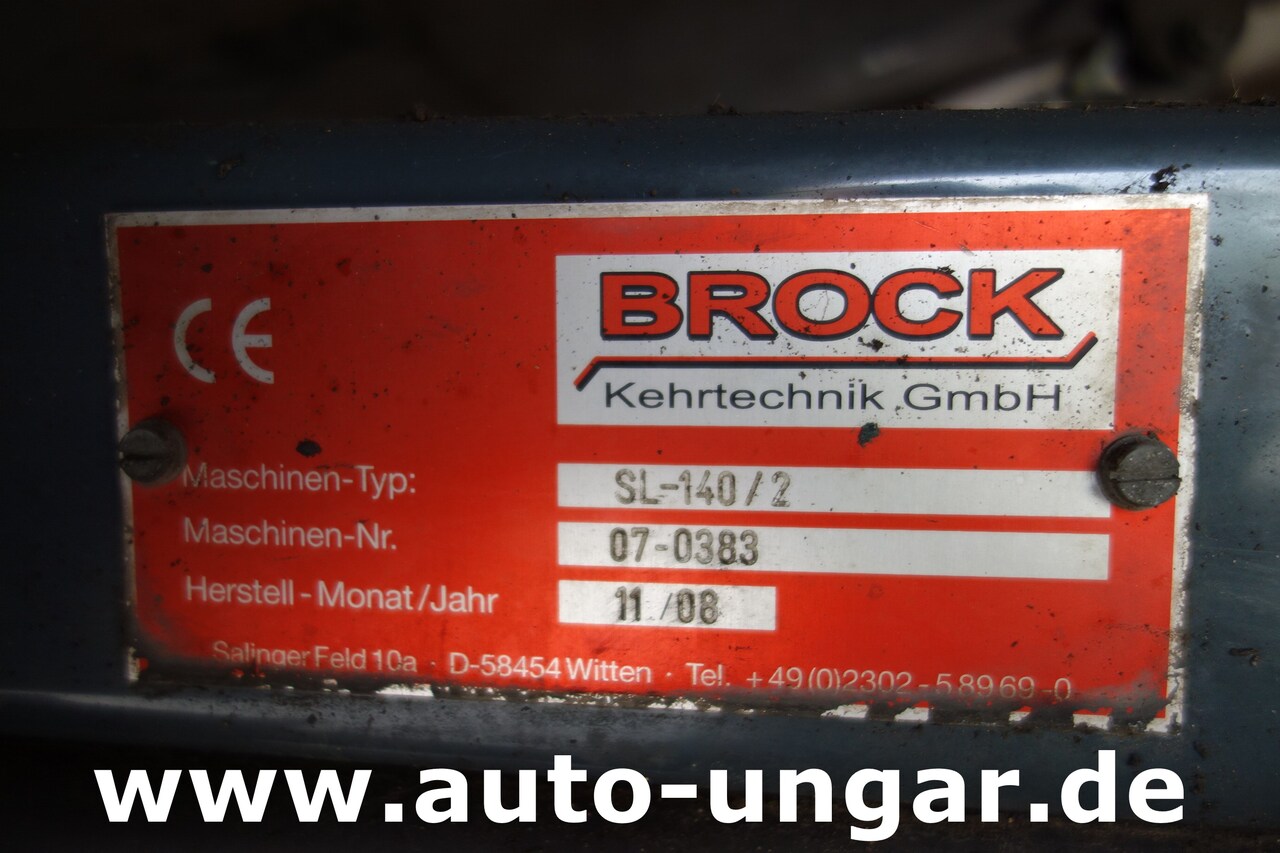 CE
BROCK
Kehrtechnik GmbH
Maschinen-Typ: SL-140/2
Maschinen-Nr. 07-0383
Herstell-Monat/Jahr 11/08
Salinger Feld 10a · D-58454 Witten · Tel. +49(0)2302-58969-0
www.auto-ungar.de